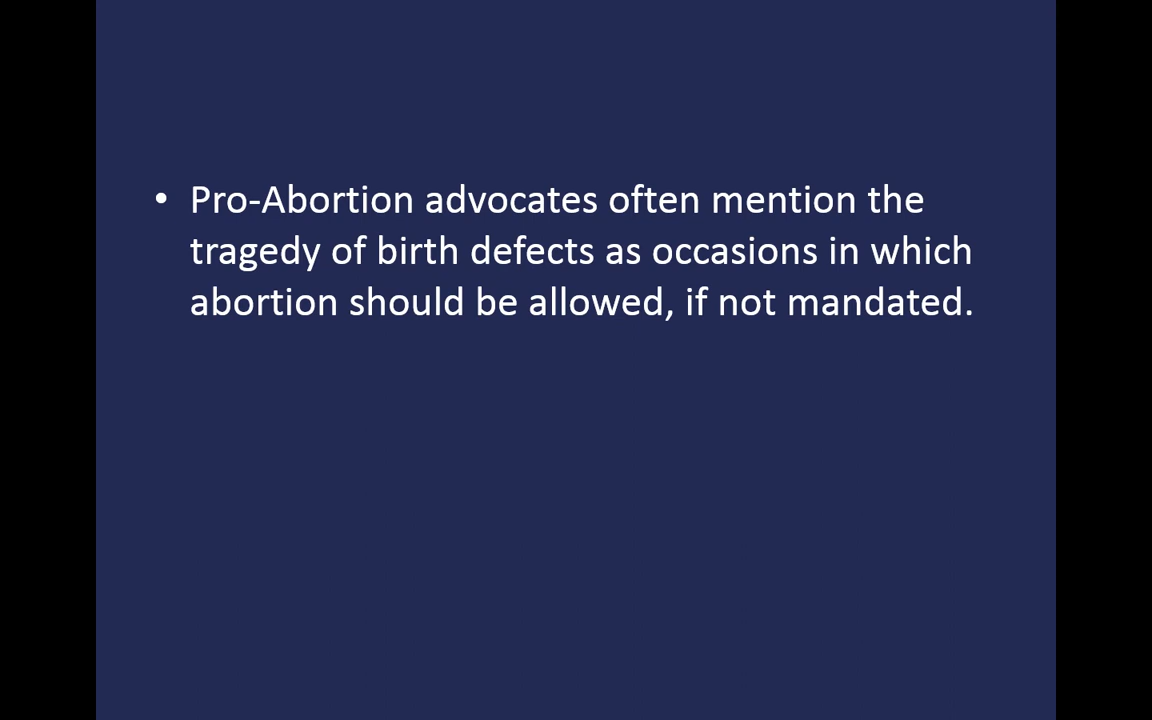 • Pro-Abortion advocates often mention the
tragedy of birth defects as occasions in which
abortion should be allowed, if not mandated.